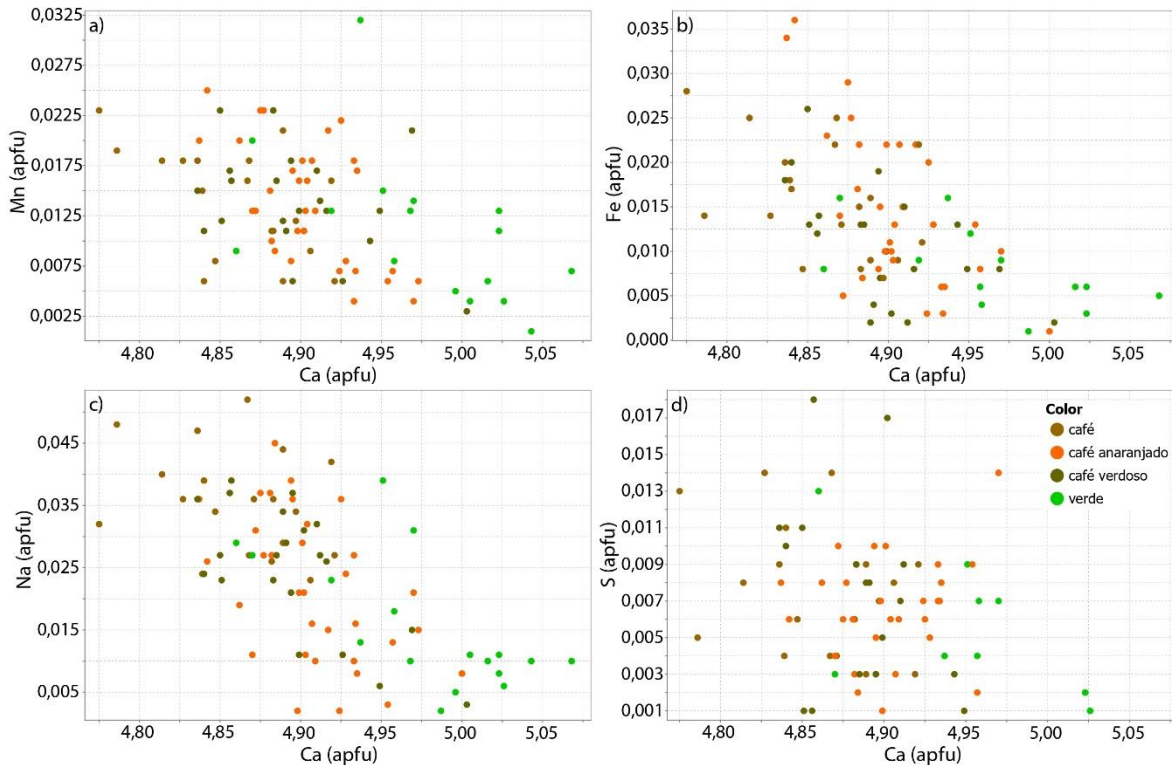 a)
0,0325
0,0275
0,0225
0,0175
0,0125
0,0075
0,0025
Mn (apfu)
4,80 4,85 4,90 4,95 5,00 5,05
Ca (apfu)
b)
0,035
0,030
0,025
0,020
0,015
0,010
0,005
0,000
Fe (apfu)
4,80 4,85 4,90 4,95 5,00 5,05
Ca (apfu)
c)
0,045
0,035
0,025
0,015
0,005
Na (apfu)
4,80 4,85 4,90 4,95 5,00 5,05
Ca (apfu)
d)
0,017
0,015
0,013
0,011
0,009
0,007
0,005
0,003
0,001
S (apfu)
4,80 4,85 4,90 4,95 5,00 5,05
Ca (apfu)
Color
café
café anaranjado
café verdoso
verde